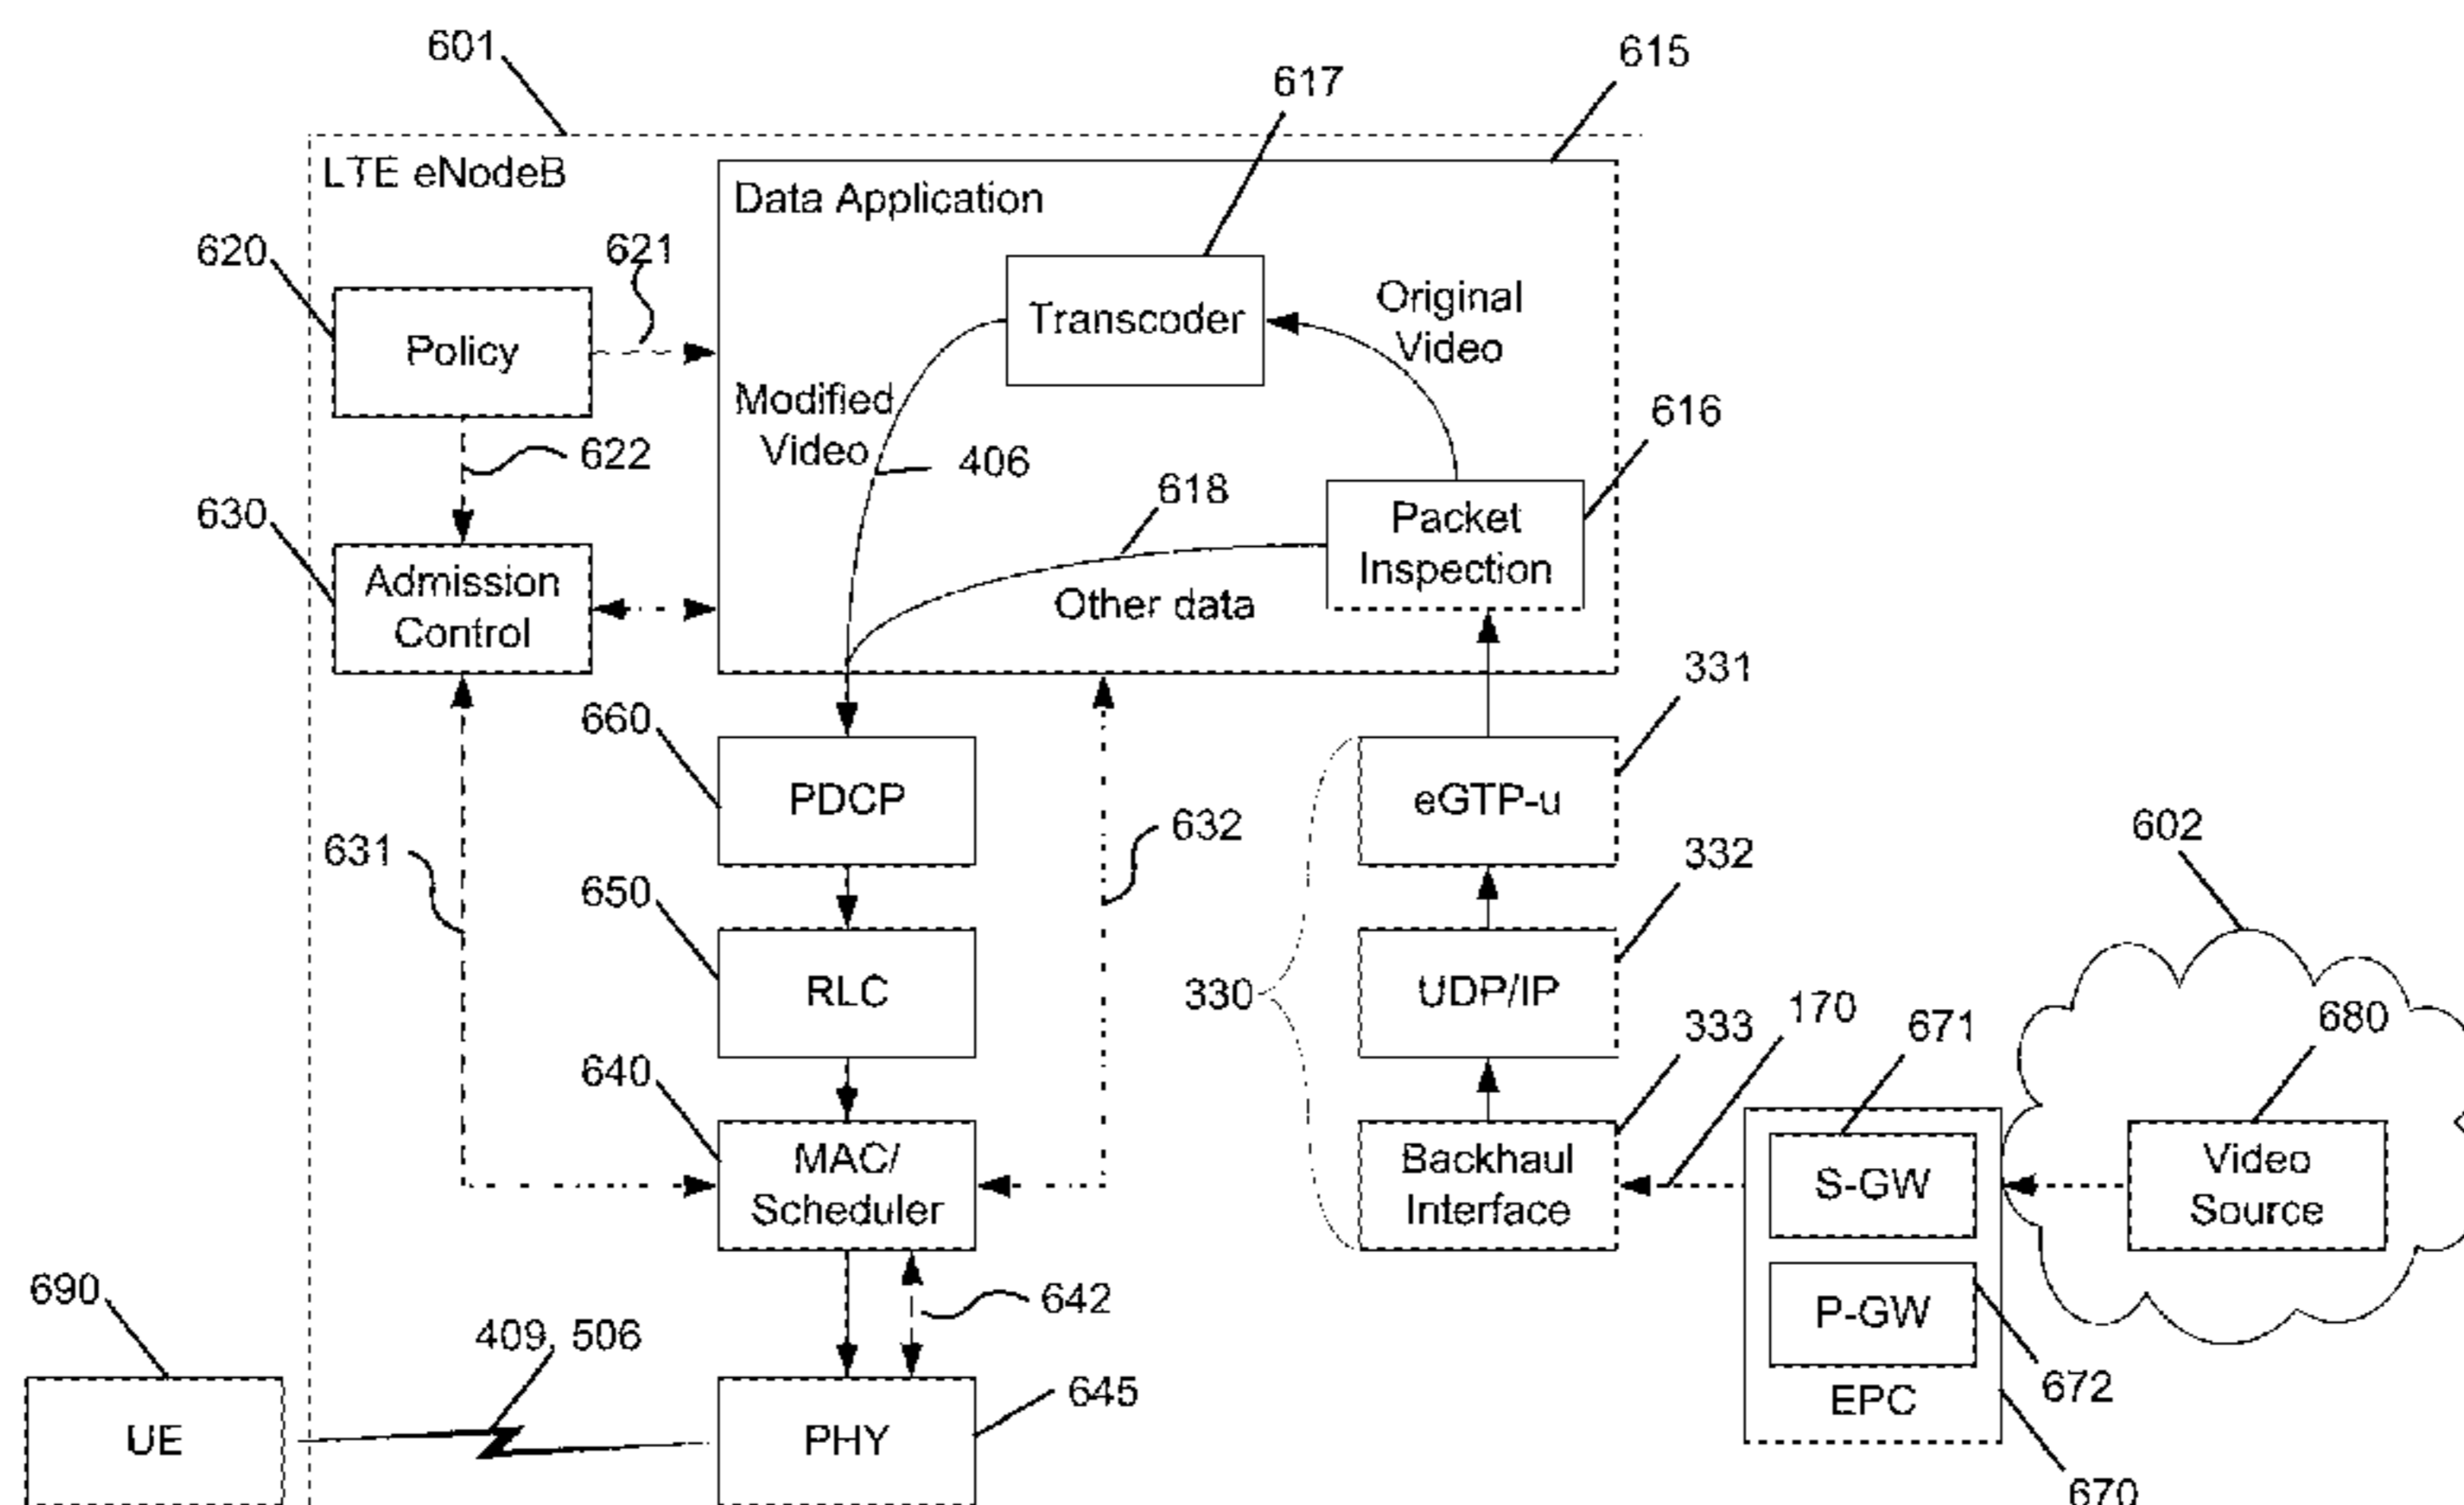 601
617
615
LTE eNodeB
Data Application
620
621
Policy
Transcoder
Original
Video
Modified
Video
406
616
622
618
630
Packet
Inspection
Admission
Control
Other data
331
660
PDCP
eGTP-u
631
632
602
332
650
RLC
330
UDP/IP
333
170
671
680
640
MAC/
Scheduler
Backhaul
Interface
S-GW
Video
Source
690
642
P-GW
409, 506
672
645
EPC
UE
PHY
670